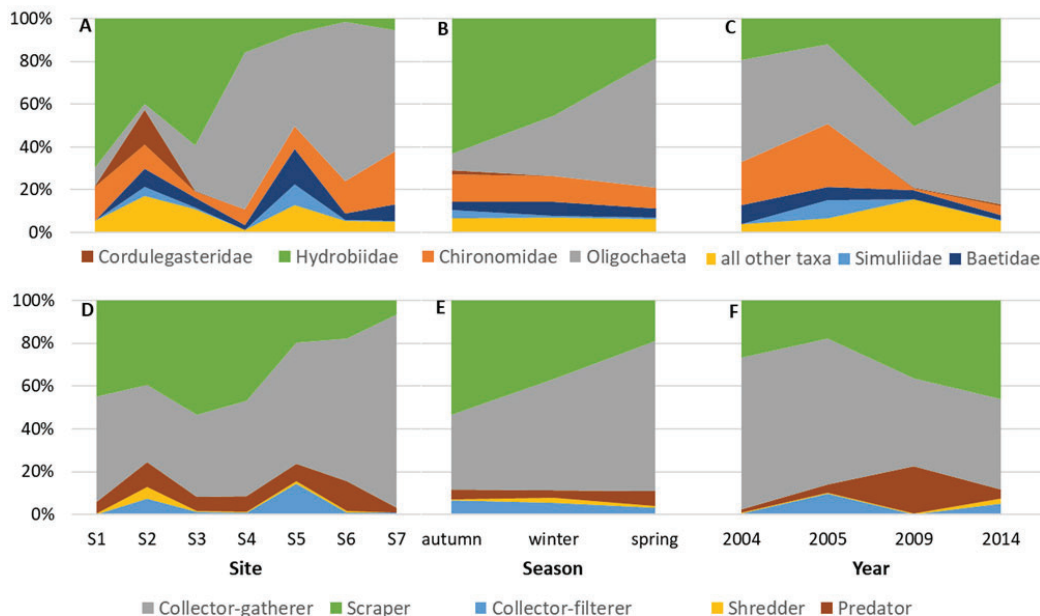 100%
80%
60%
40%
20%
0%
A
B
C
Cordulegasteridae Hydrobiidae Chironomidae Oligochaeta all other taxa Simuliidae Baetidae
100%
80%
60%
40%
20%
0%
D
E
F
S1 S2 S3 S4 S5 S6 S7 autumn winter spring 2004 2005 2009 2014
Site Season Year
Collector-gatherer Scraper Collector-filterer Shredder Predator